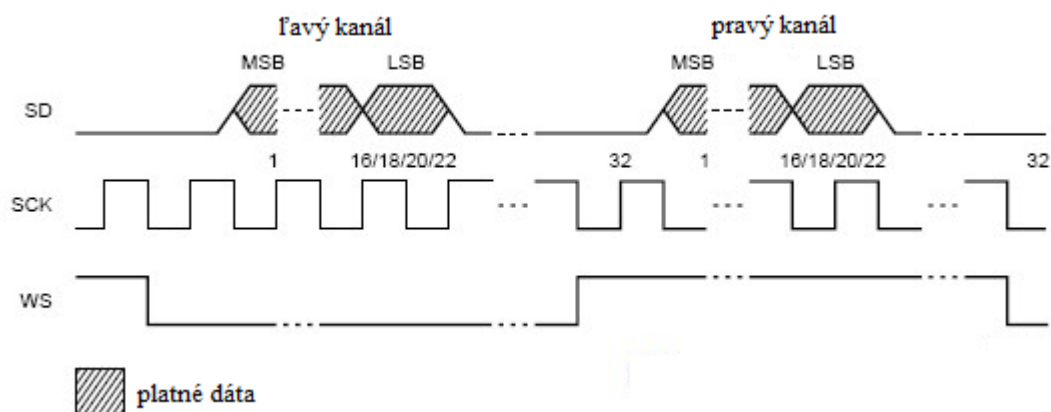 ľavý kanál pravý kanál
MSB LSB MSB LSB
SD
1 16/18/20/22 32 1 16/18/20/22 32
SCK
WS
platné dáta